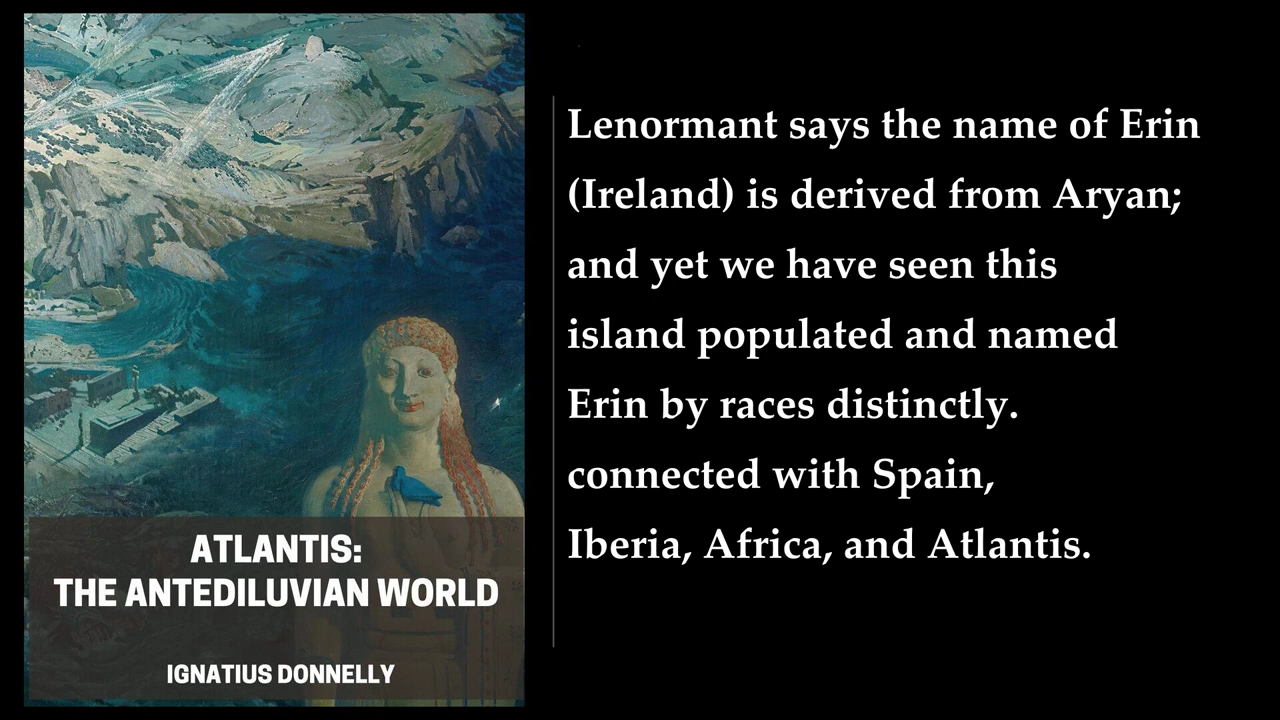 ATLANTIS:
THE ANTEDILUVIAN WORLD
IGNATIUS DONNELLY
Lenormant says the name of Erin
(Ireland) is derived from Aryan;
and yet we have seen this
island populated and named
Erin by races distinctly.
connected with Spain,
Iberia, Africa, and Atlantis.